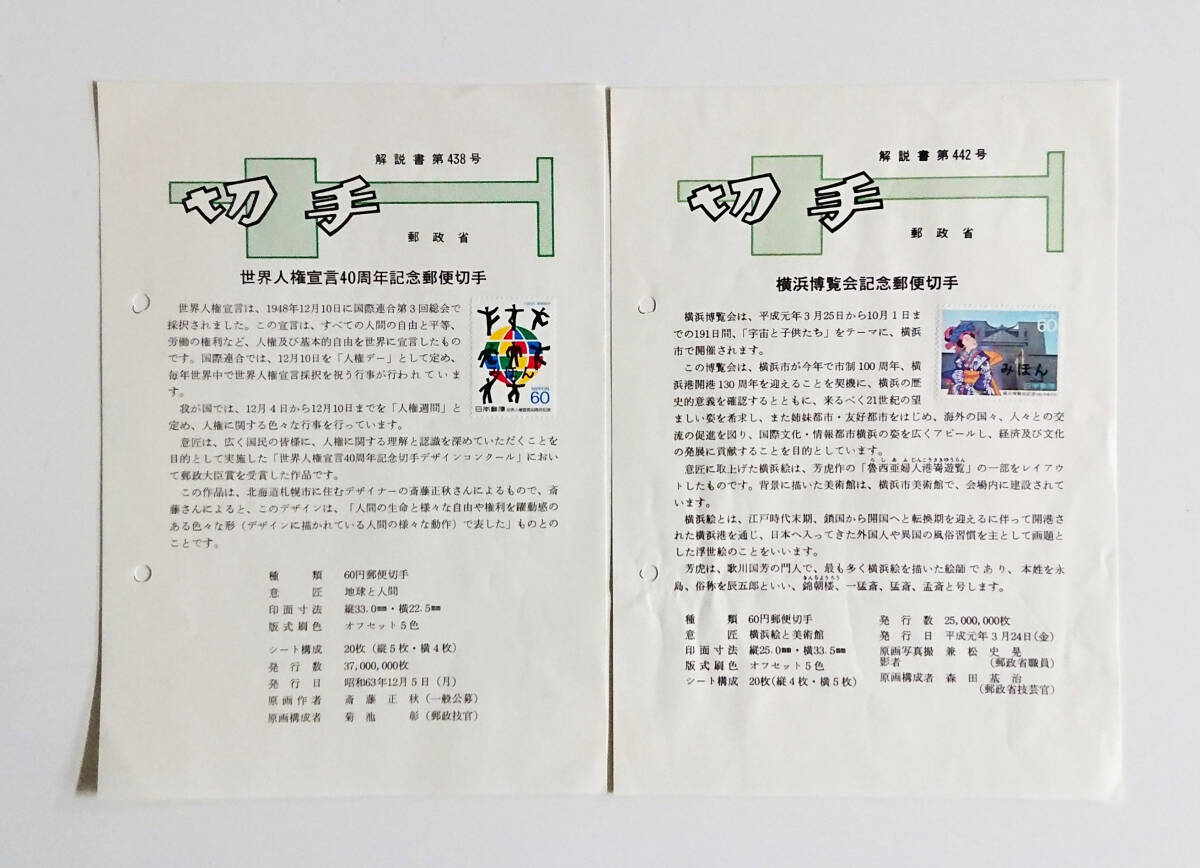 解説書第438号
切手
郵政省
世界人権宣言40周年記念郵便切手
世界人権宣言は、1948年12月10日に国際連合第3回総会で
採択されました。この宣言は、すべての人間の自由と平等、
労働の権利など、人権及び基本的自由を世界に宣言したもの
です。国際連合では、12月10日を「人権デー」として定め、
毎年世界中で世界人権宣言採択を祝う行事が行われていま
す。
我が国では、12月4日から12月10日までを「人権週間」と
定め、人権に関する色々な行事を行っています。
意匠は、広く国民の皆様に、人権に関する理解と認識を深めていただくことを
目的として実施した「世界人権宣言40周年記念切手デザインコンクール」におい
て郵政大臣賞を受賞した作品です。
この作品は、北海道札幌市に住むデザイナーの斎藤正秋さんによるもので、斎
藤さんによると、このデザインは、「人間の生命と様々な自由や権利を躍動感の
ある色々な形（デザインに描かれている人間の様々な動作）で表した」ものとの
ことです。
みほん
NIPPON
60
日本郵便
種類 60円郵便切手
意匠 地球と人間
印面寸法 縦33.0㎜・横22.5㎜
版式刷色 オフセット5色
シート構成 20枚（縦5枚・横4枚）
発行数 37,000,000枚
発行日 昭和63年12月5日（月）
原画作者 斎藤正秋（一般公募）
原画構成者 菊池彰（郵政技官）
解説書第442号
切手
郵政省
横浜博覧会記念郵便切手
横浜博覧会は、平成元年3月25日から10月1日ま
での191日間、「宇宙と子供たち」をテーマに、横浜
市で開催されます。
この博覧会は、横浜市が今年で市制100周年、横
浜港開港130周年を迎えることを契機に、横浜の歴
史的意義を確認するとともに、来るべく21世紀の望
ましい姿を希求し、また姉妹都市・友好都市をはじめ、海外の国々、人々との交
流の促進を図り、国際文化・情報都市横浜の姿を広くアピールし、経済及び文化
の発展に貢献することを目的としています。
意匠に取上げた横浜絵は、芳虎作の「魯西亜婦人港崎遊覧」の一部をレイアウ
トしたものです。背景に描いた美術館は、横浜市美術館で、会場内に建設されて
います。
横浜絵とは、江戸時代末期、鎖国から開国へと転換期を迎えるに伴って開港さ
れた横浜港を通じ、日本へ入ってきた外国人や異国の風俗習慣を主として画題と
した浮世絵のことをいいます。
芳虎は、歌川国芳の門人で、最も多く横浜絵を描いた絵師であり、本姓を永
島、俗称を辰五郎といい、錦朝楼、一猛斎、猛斎、孟斎と号します。
60
みほん
日本郵便
種類 60円郵便切手
意匠 横浜絵と美術館
印面寸法 縦25.0㎜・横33.5㎜
版式刷色 オフセット5色
シート構成 20枚（縦4枚・横5枚）
発行数 25,000,000枚
発行日 平成元年3月24日（金）
原画写真撮 兼松史晃
影者 （郵政省職員）
原画構成者 森田基治
（郵政省技芸官）